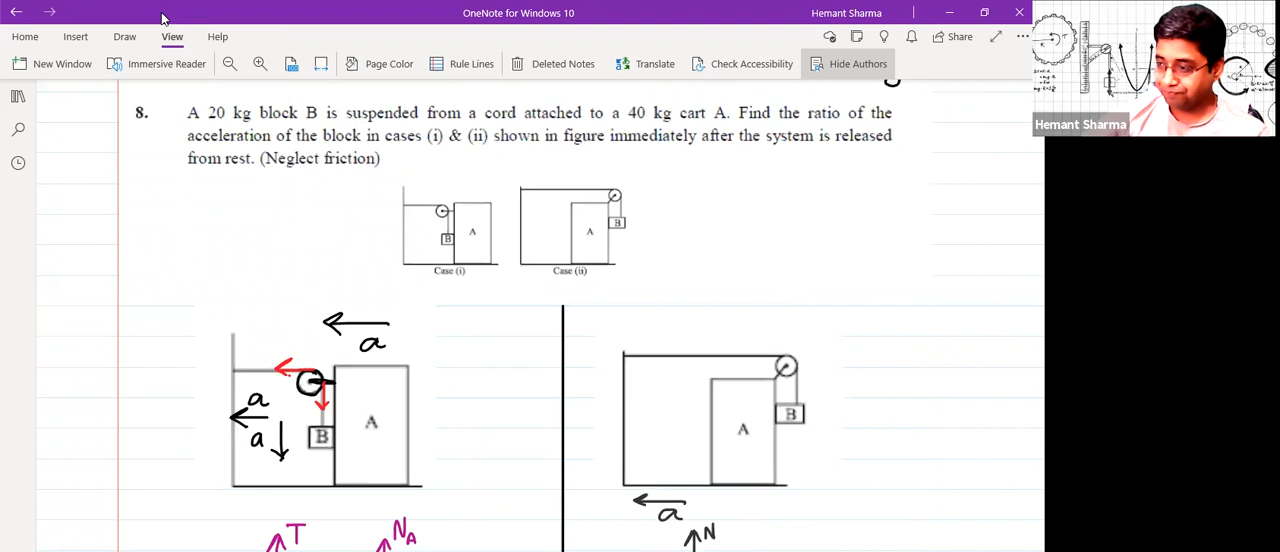 OneNote for Windows 10
Hemant Sharma
Home Insert Draw View Help
Share
New Window Immersive Reader Page Color Rule Lines Deleted Notes Translate Check Accessibility Hide Authors
Hemant Sharma
8. A 20 kg block B is suspended from a cord attached to a 40 kg cart A. Find the ratio of the
acceleration of the block in cases (i) & (ii) shown in figure immediately after the system is released
from rest. (Neglect friction)
B A
Case (i)
A B
Case (ii)
a
a
a
B A
A B
a
T N_A
N